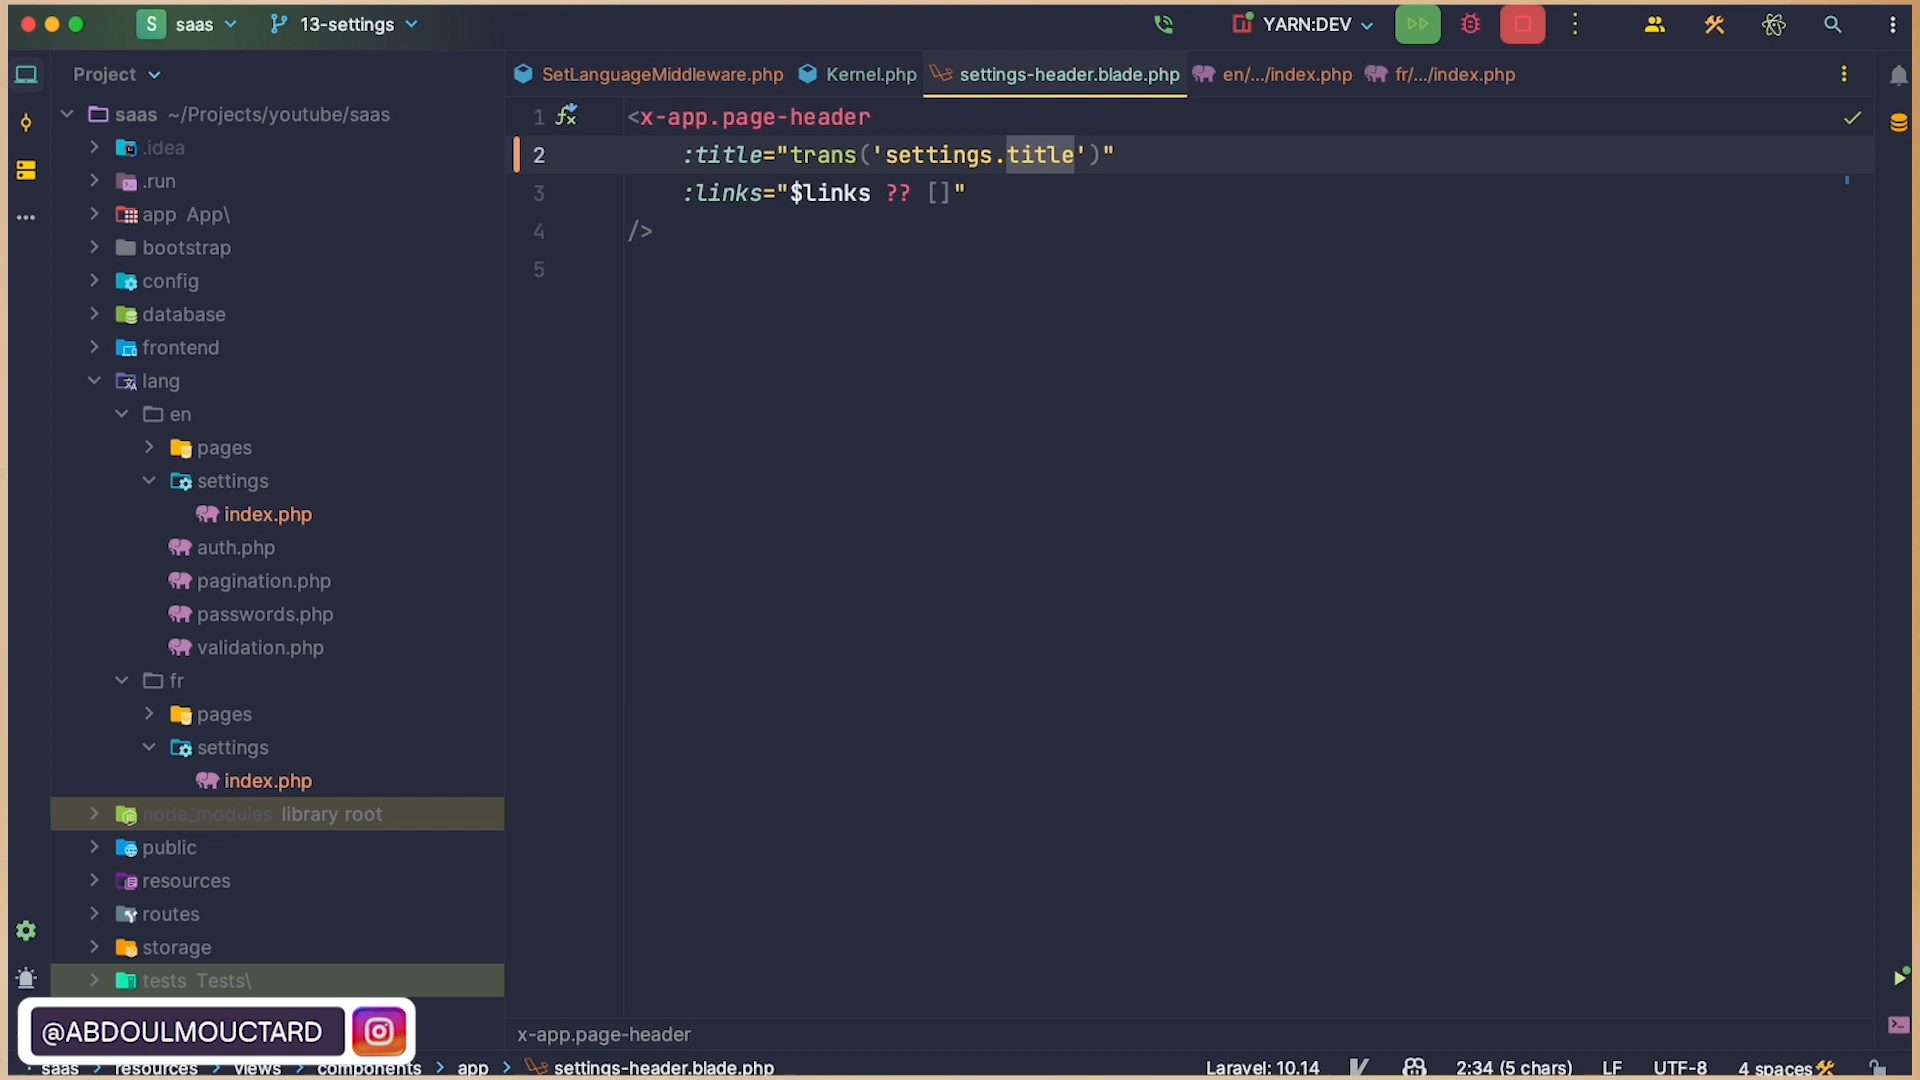 S saas 13-settings YARN:DEV
Project
SetLanguageMiddleware.php Kernel.php settings-header.blade.php en/.../index.php fr/.../index.php
saas ~/Projects/youtube/saas
.idea
.run
app App\
bootstrap
config
database
frontend
lang
en
pages
settings
index.php
auth.php
pagination.php
passwords.php
validation.php
fr
pages
settings
index.php
node_modules library root
public
resources
routes
storage
tests Tests\
1 <x-app.page-header
2 :title="trans('settings.title')"
3 :links="$links ?? []"
4 />
5
@ABDOULMOUCTARD
x-app.page-header
saas > resources > views > components > app > settings-header.blade.php
Laravel: 10.14 2:34 (5 chars) LF UTF-8 4 spaces